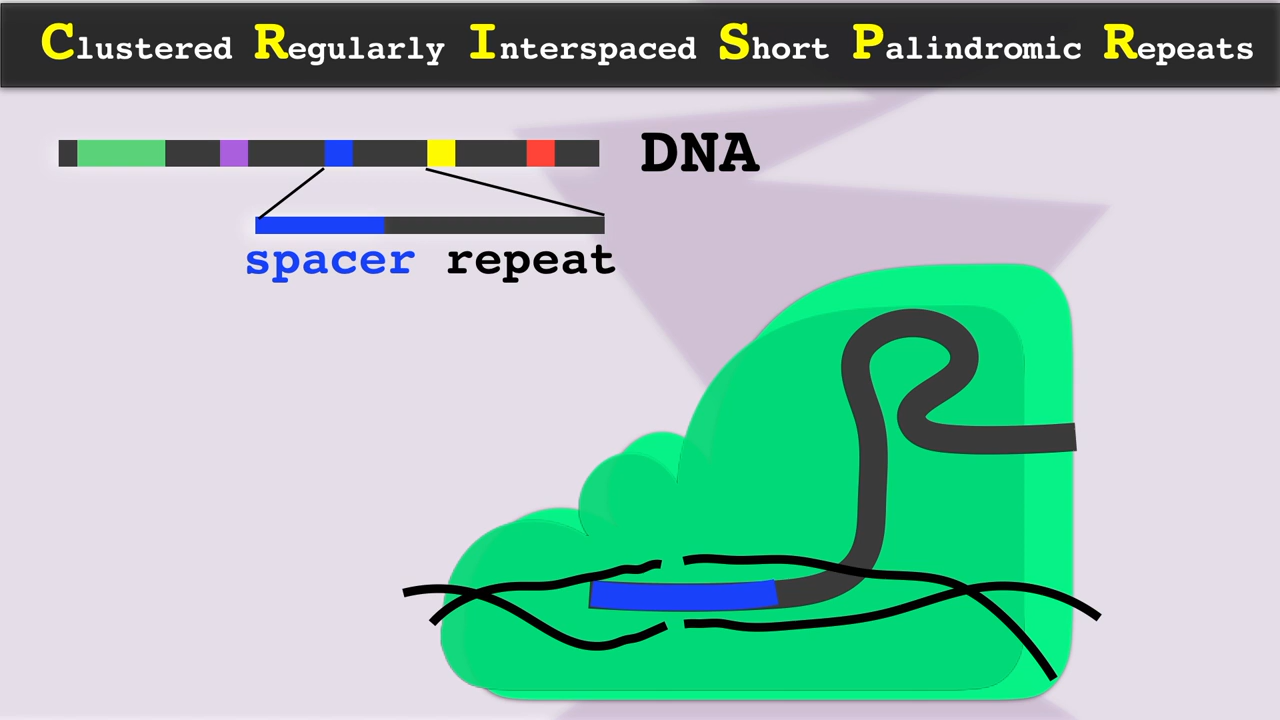 Clustered Regularly Interspaced Short Palindromic Repeats
DNA
spacer repeat